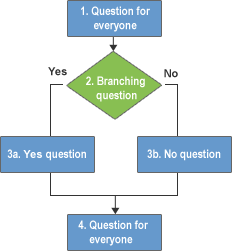 1. Question for
everyone
Yes
No
2. Branching
question
3a. Yes question
3b. No question
4. Question for
everyone